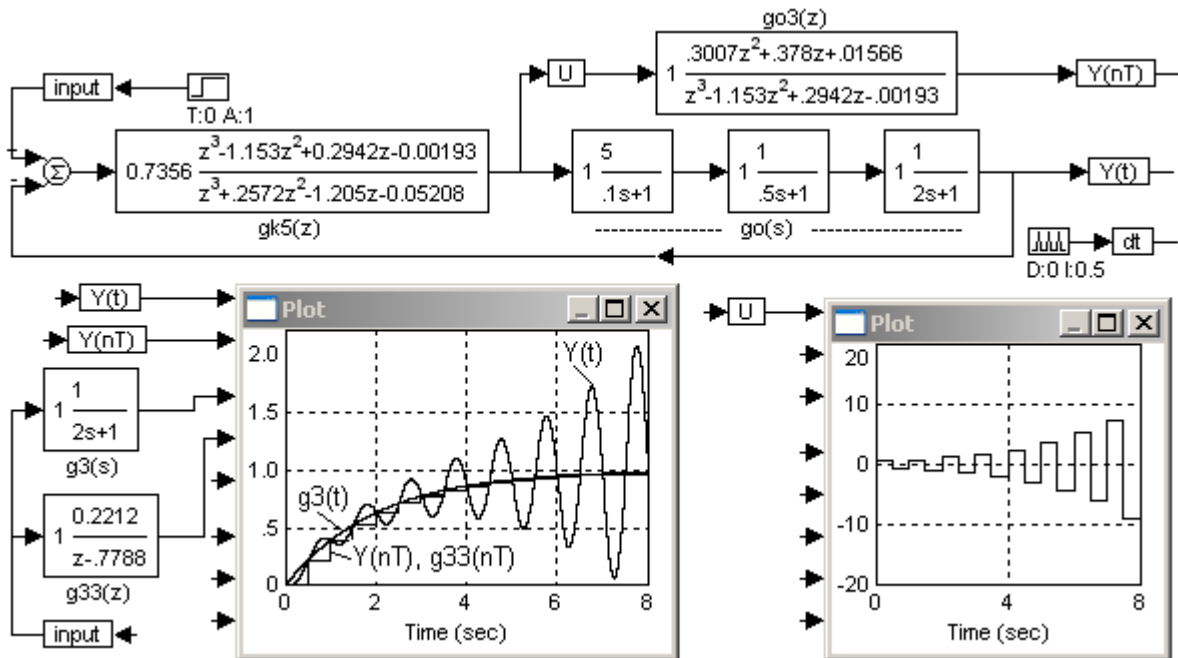 go3(z)
input
T:0 A:1
U
1 .3007z²+.378z+.01566
z³-1.153z²+.2942z-.00193
Y(nT)
-
Σ
0.7356 z³-1.153z²+0.2942z-0.00193
z³+.2572z²-1.205z-0.05208
gk5(z)
1 5
.1s+1
1 1
.5s+1
1 1
2s+1
Y(t)
---------- go(s) ----------
D:0 I:0.5
dt
Y(t)
Y(nT)
1 1
2s+1
g3(s)
1 0.2212
z-.7788
g33(z)
input
Plot
2.0
1.5
1.0
.5
0
Y(t)
g3(t)
Y(nT), g33(nT)
0 2 4 6 8
Time (sec)
U
Plot
20
10
0
-10
-20
0 4 8
Time (sec)